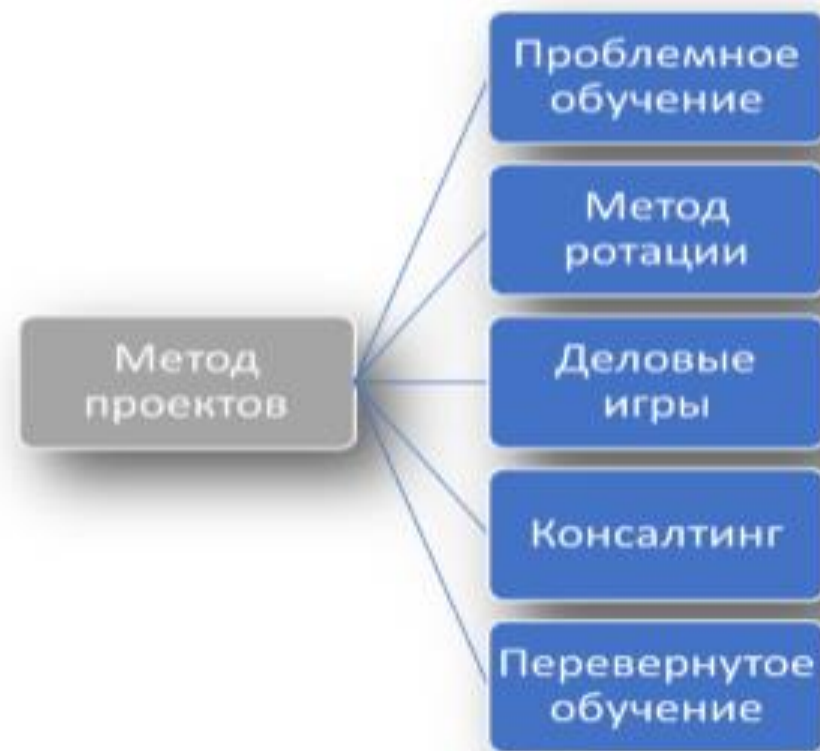 Проблемное
обучение
Метод
ротации
Метод
проектов
Деловые
игры
Консалтинг
Перевернутое
обучение